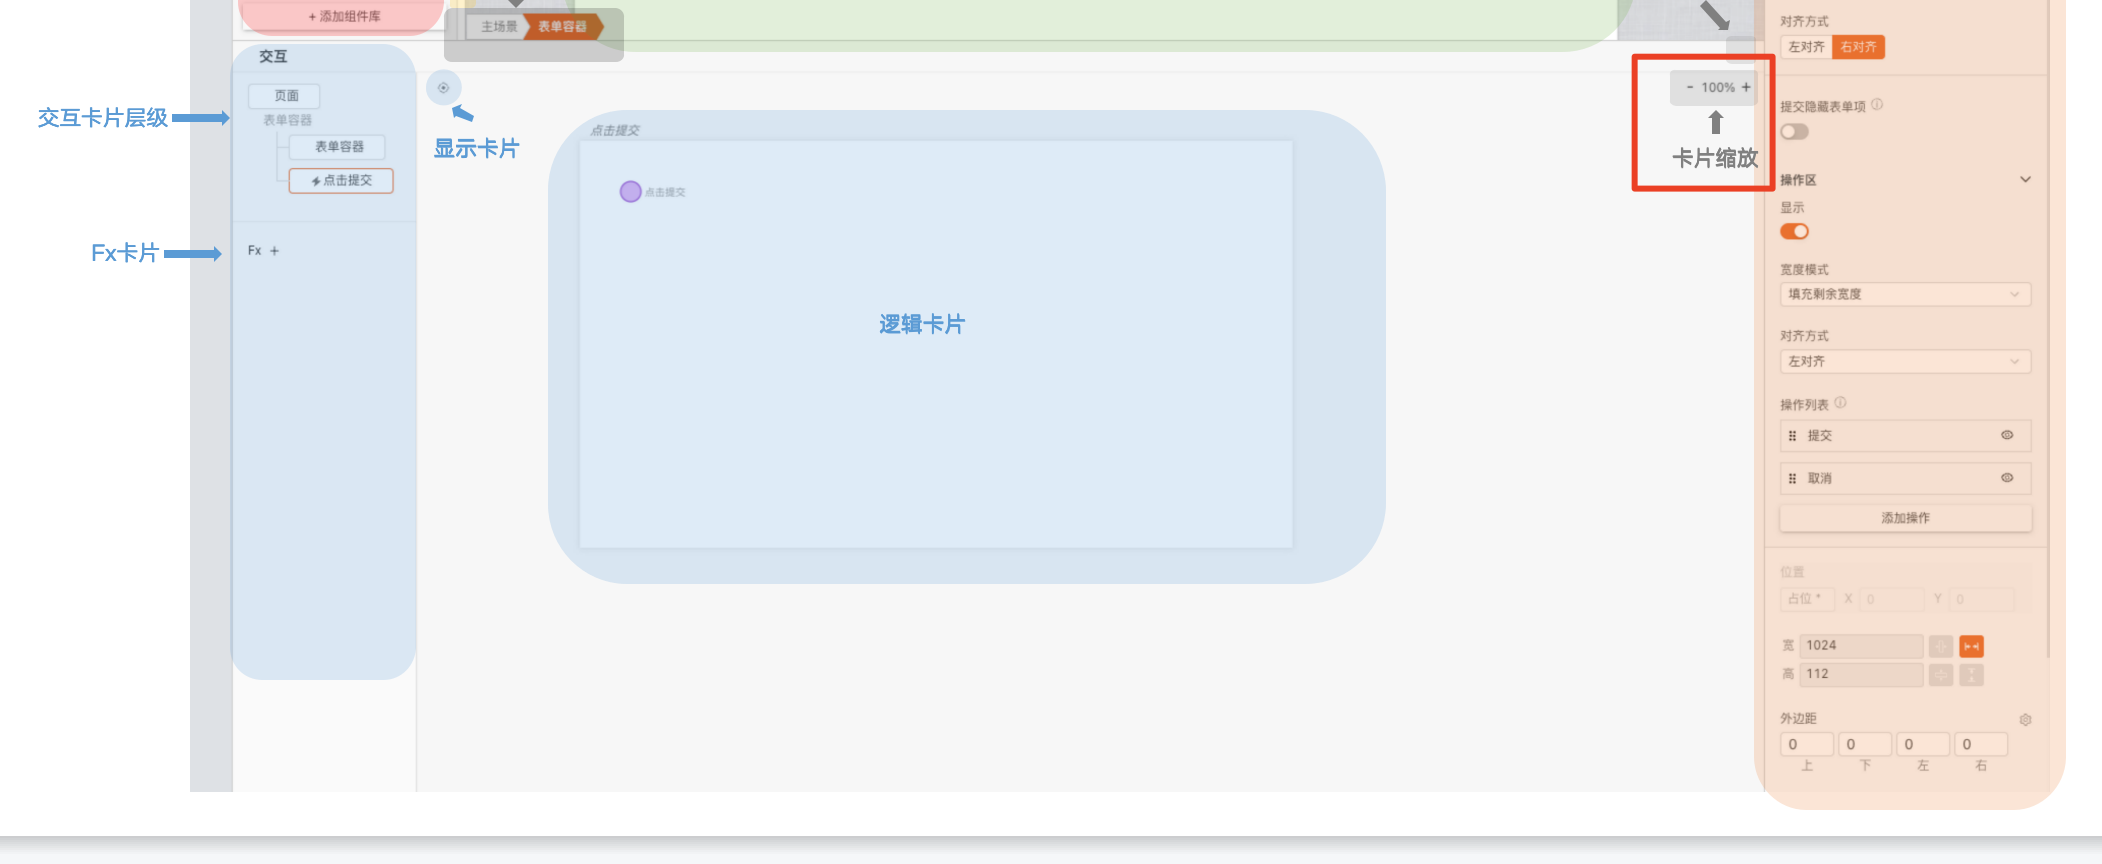 + 添加组件库
主场景
表单容器
交互
页面
表单容器
表单容器
点击提交
交互卡片层级
Fx卡片
Fx +
显示卡片
点击提交
点击提交
逻辑卡片
- 100% +
卡片缩放
对齐方式
左对齐 右对齐
提交隐藏表单项
操作区
显示
宽度模式
填充剩余宽度
对齐方式
左对齐
操作列表
提交
取消
添加操作
位置
占位 * X 0 Y 0
宽 1024
高 112
外边距
0 0 0 0
上 下 左 右